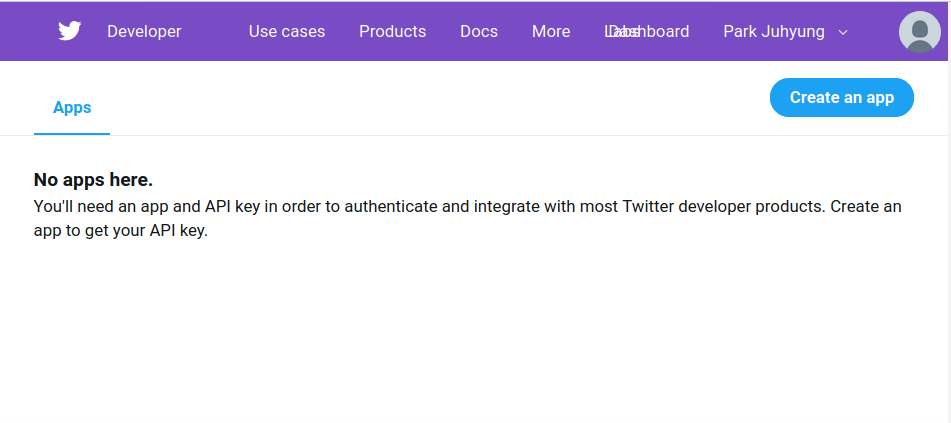 Developer Use cases Products Docs More Labs Dashboard Park Juhyung
Apps
Create an app
No apps here.
You'll need an app and API key in order to authenticate and integrate with most Twitter developer products. Create an
app to get your API key.